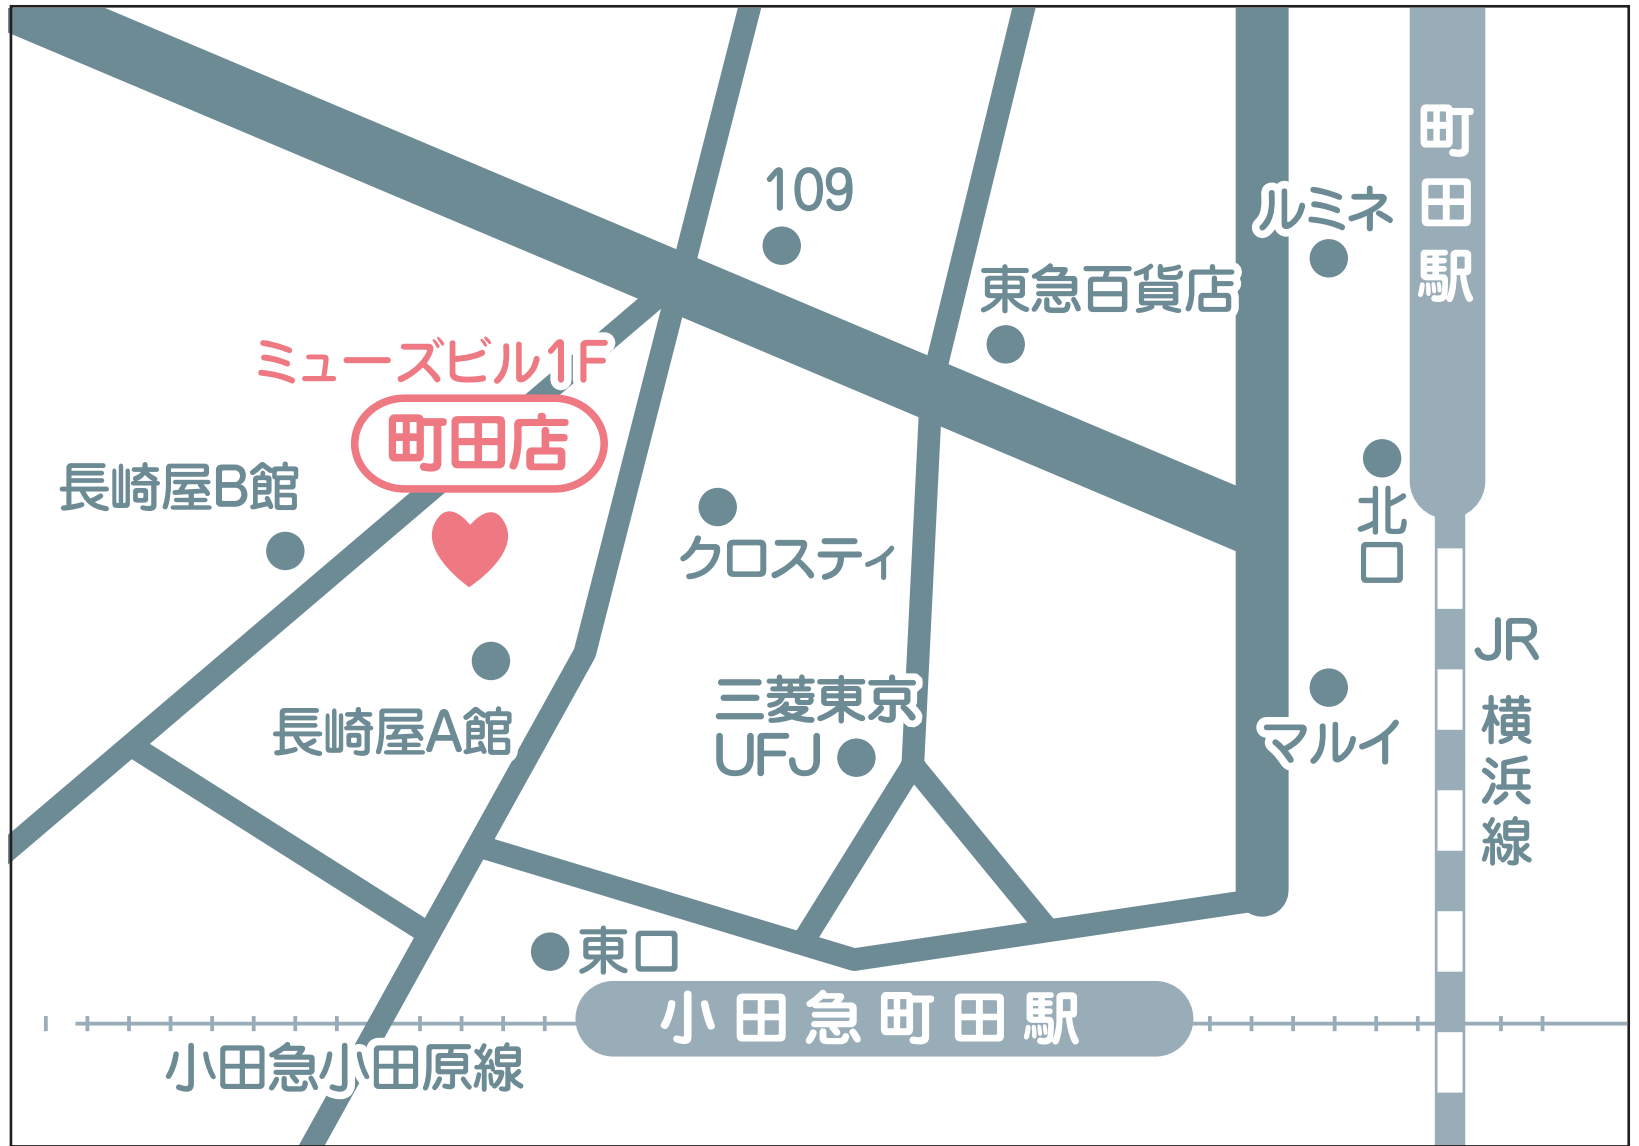 109
町田駅
ルミネ
東急百貨店
ミューズビル1F
町田店
長崎屋B館
北口
クロスティ
JR横浜線
三菱東京
UFJ
長崎屋A館
マルイ
東口
小田急町田駅
小田急小田原線